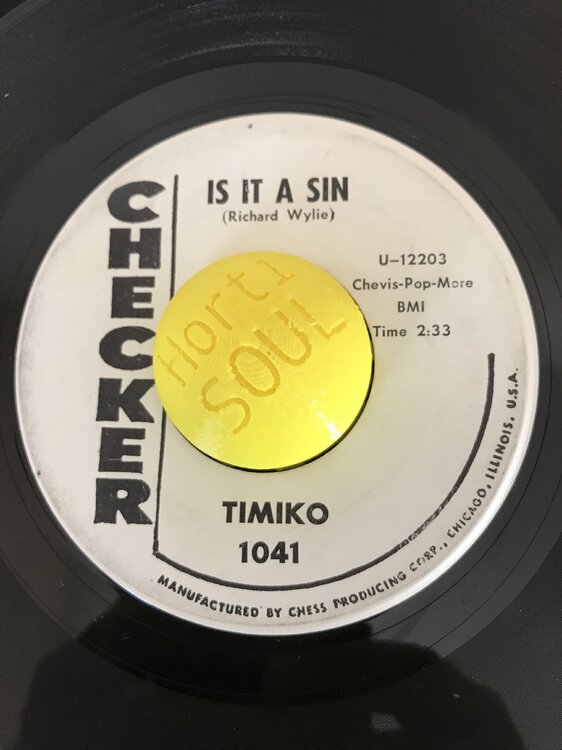 CHECKER
IS IT A SIN
(Richard Wylie)
U-12203
Chevis-Pop-More
BMI
Time 2:33
Horti
SOUL
TIMIKO
1041
MANUFACTURED BY CHESS PRODUCING CORP., CHICAGO, ILLINOIS, U.S.A.